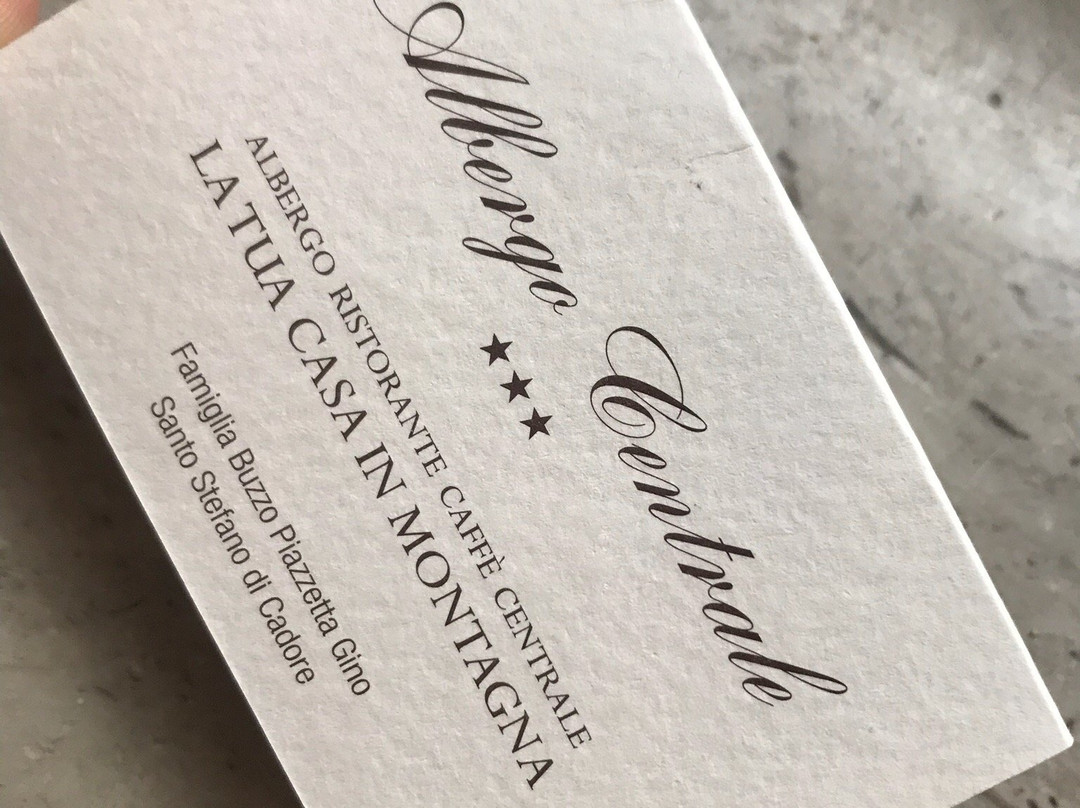 Albergo Centrale
★★★
ALBERGO RISTORANTE CAFFÈ CENTRALE
LA TUA CASA IN MONTAGNA
Famiglia Buzzo Piazzetta Gino
Santo Stefano di Cadore